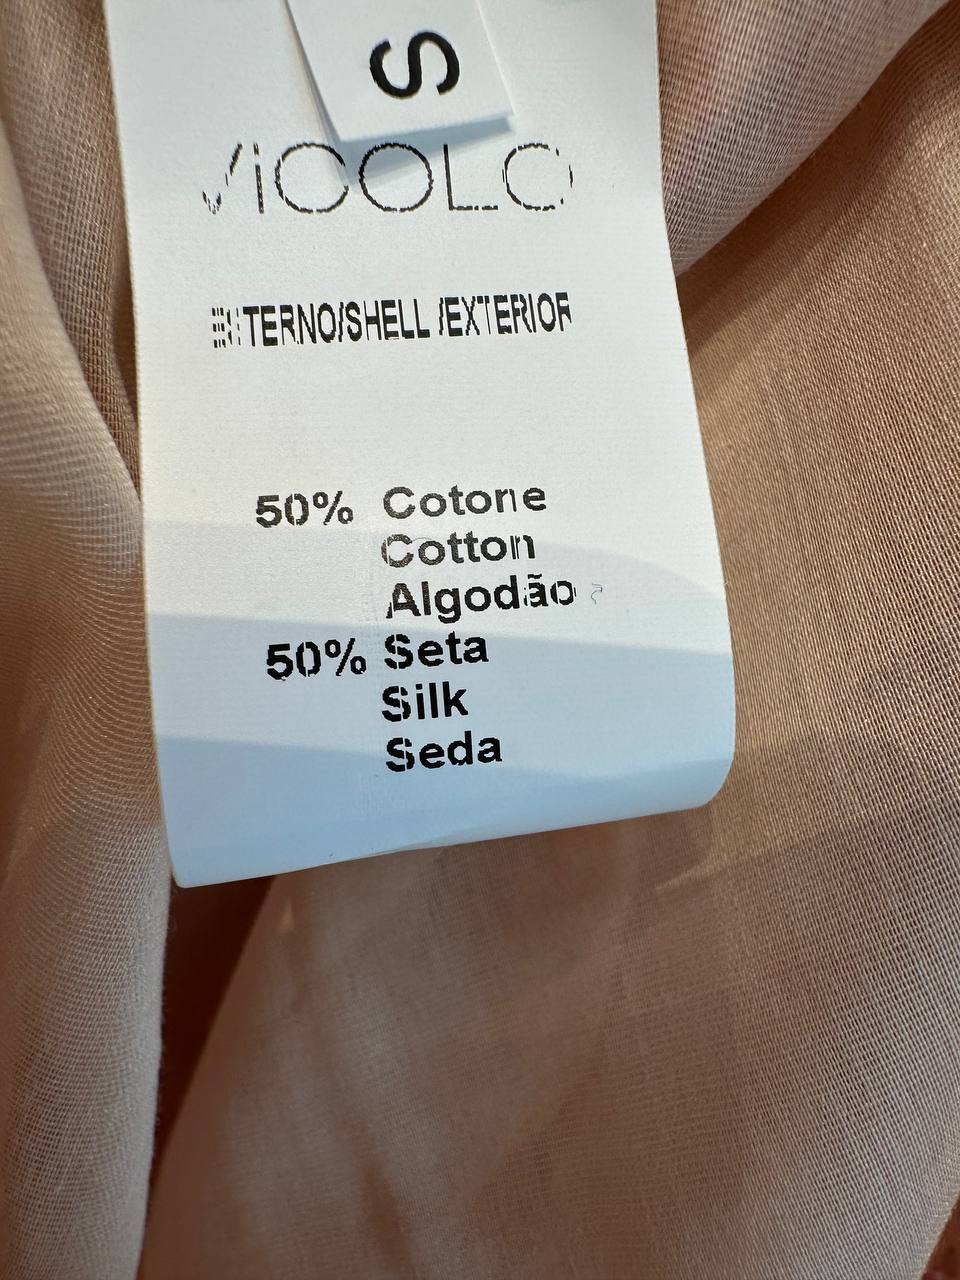 S
VICOLO
ESTERNO/SHELL /EXTERIOR
50% Cotone
Cotton
Algodão
50% Seta
Silk
Seda